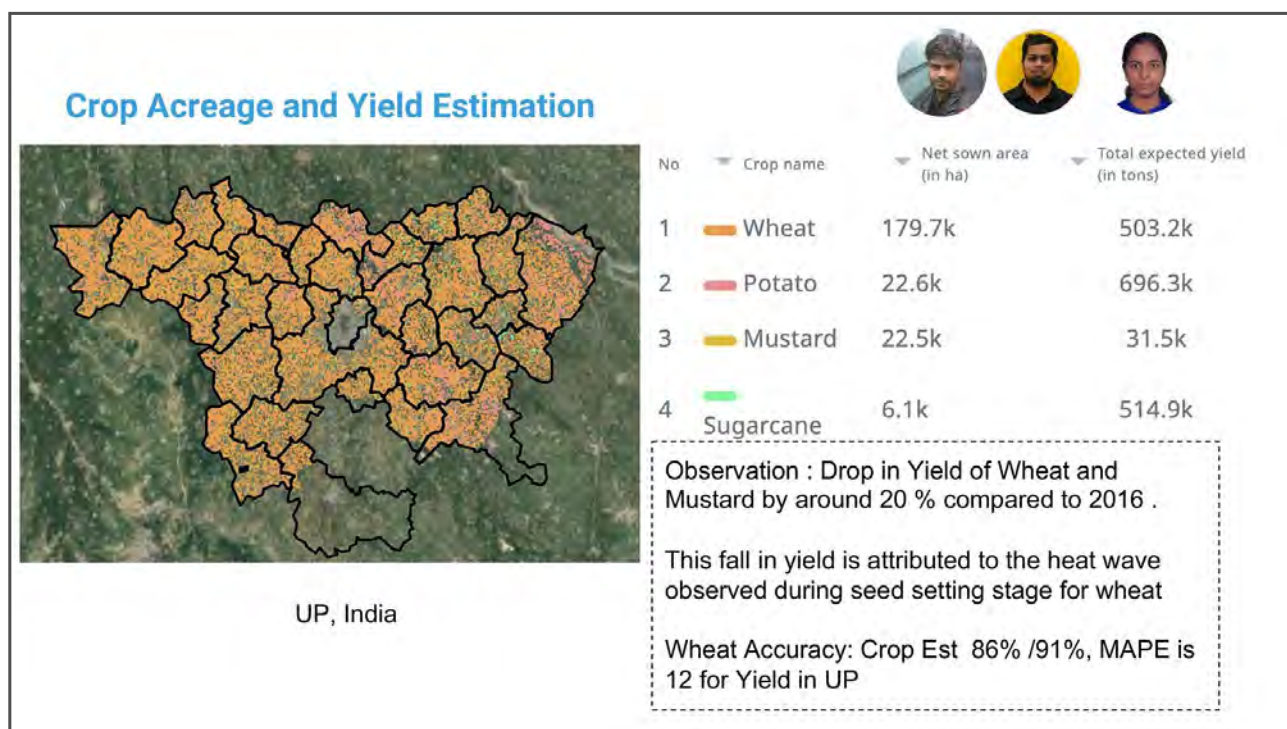 Crop Acreage and Yield Estimation
UP, India
No Crop name Net sown area (in ha) Total expected yield (in tons)
1 Wheat 179.7k 503.2k
2 Potato 22.6k 696.3k
3 Mustard 22.5k 31.5k
4 Sugarcane 6.1k 514.9k
Observation : Drop in Yield of Wheat and
Mustard by around 20 % compared to 2016 .
This fall in yield is attributed to the heat wave
observed during seed setting stage for wheat
Wheat Accuracy: Crop Est 86% /91%, MAPE is
12 for Yield in UP